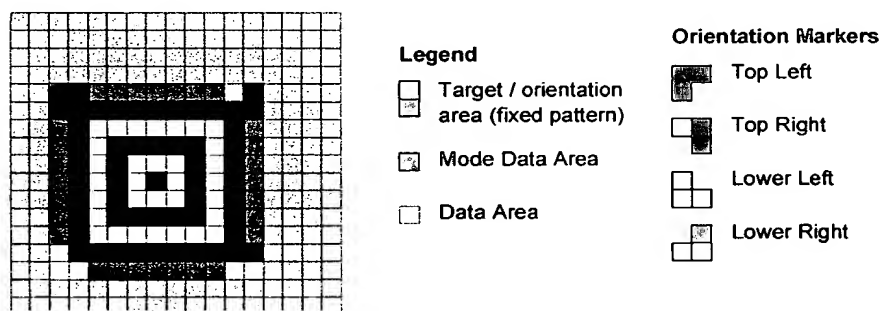 Legend
Target / orientation
area (fixed pattern)
Mode Data Area
Data Area
Orientation Markers
Top Left
Top Right
Lower Left
Lower Right